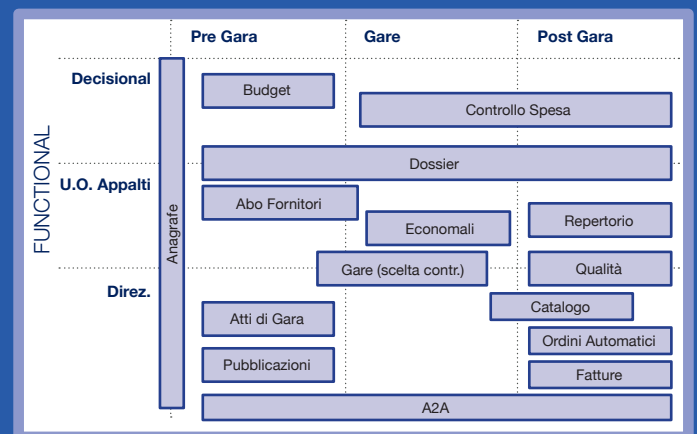 Pre Gara
Gare
Post Gara
FUNCTIONAL
Decisional
Budget
Controllo Spesa
Dossier
U.O. Appalti
Anagrafe
Abo Fornitori
Economali
Repertorio
Gare (scelta contr.)
Qualità
Direz.
Atti di Gara
Catalogo
Ordini Automatici
Pubblicazioni
Fatture
A2A